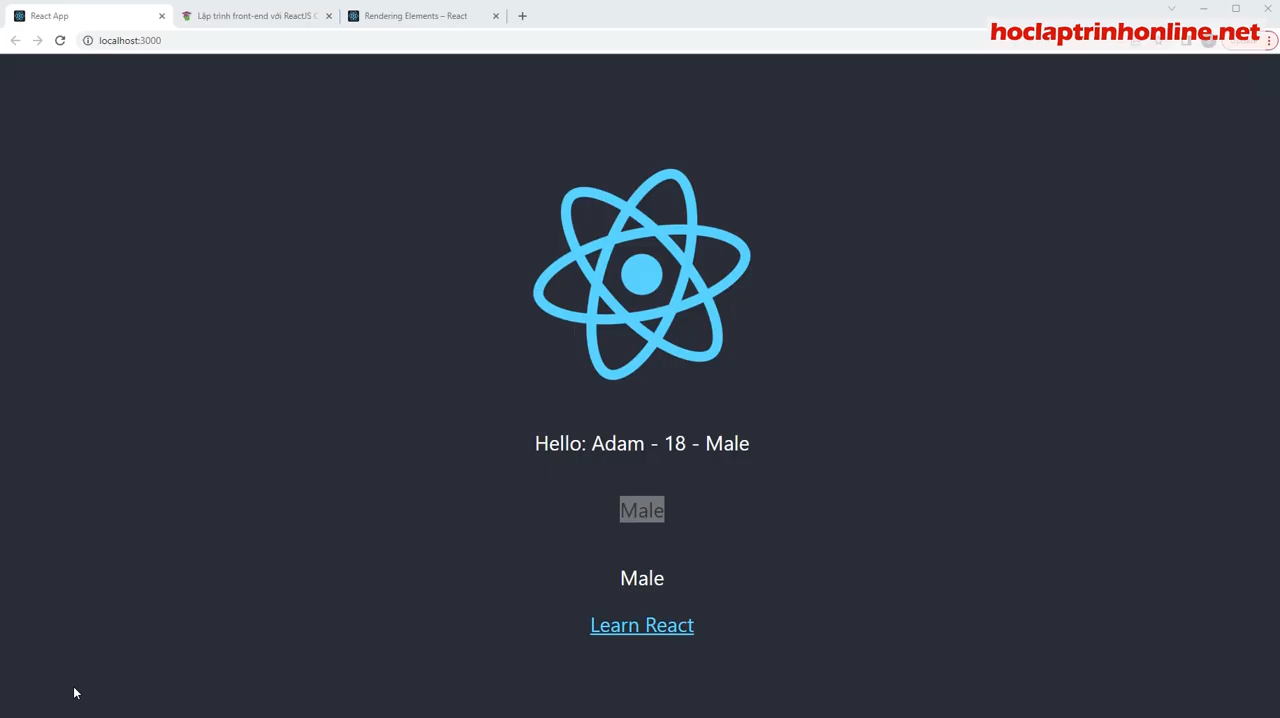 React App
Lập trình front-end với ReactJS C
Rendering Elements – React
hoclaptrinhonline.net
localhost:3000
Hello: Adam - 18 - Male
Male
Male
Learn React